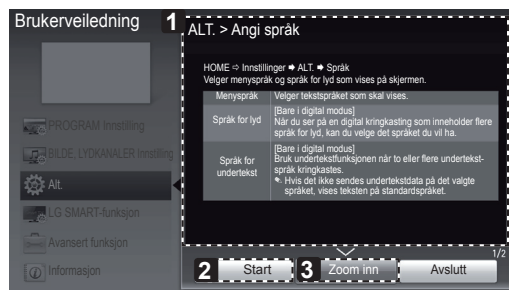 Brukerveiledning
1
ALT. > Angi språk
HOME ⇨ Innstillinger ➡ ALT. ➡ Språk
Velger menyspråk og språk for lyd som vises på skjermen.
Menyspråk
Velger tekstspråket som skal vises.
Språk for lyd
[Bare i digital modus]
Når du ser på en digital kringkasting som inneholder flere
språk for lyd, kan du velge det språket du vil ha.
Språk for
undertekst
[Bare i digital modus]
Bruk undertekstfunksjonen når to eller flere undertekst-
språk kringkastes.
Hvis det ikke sendes undertekstdata på det valgte
språket, vises teksten på standardspråket.
PROGRAM Innstilling
BILDE, LYDKANALER Innstilling
Alt.
LG SMART-funksjon
Avansert funksjon
Informasjon
1/2
2
Start
3
Zoom inn
Avslutt